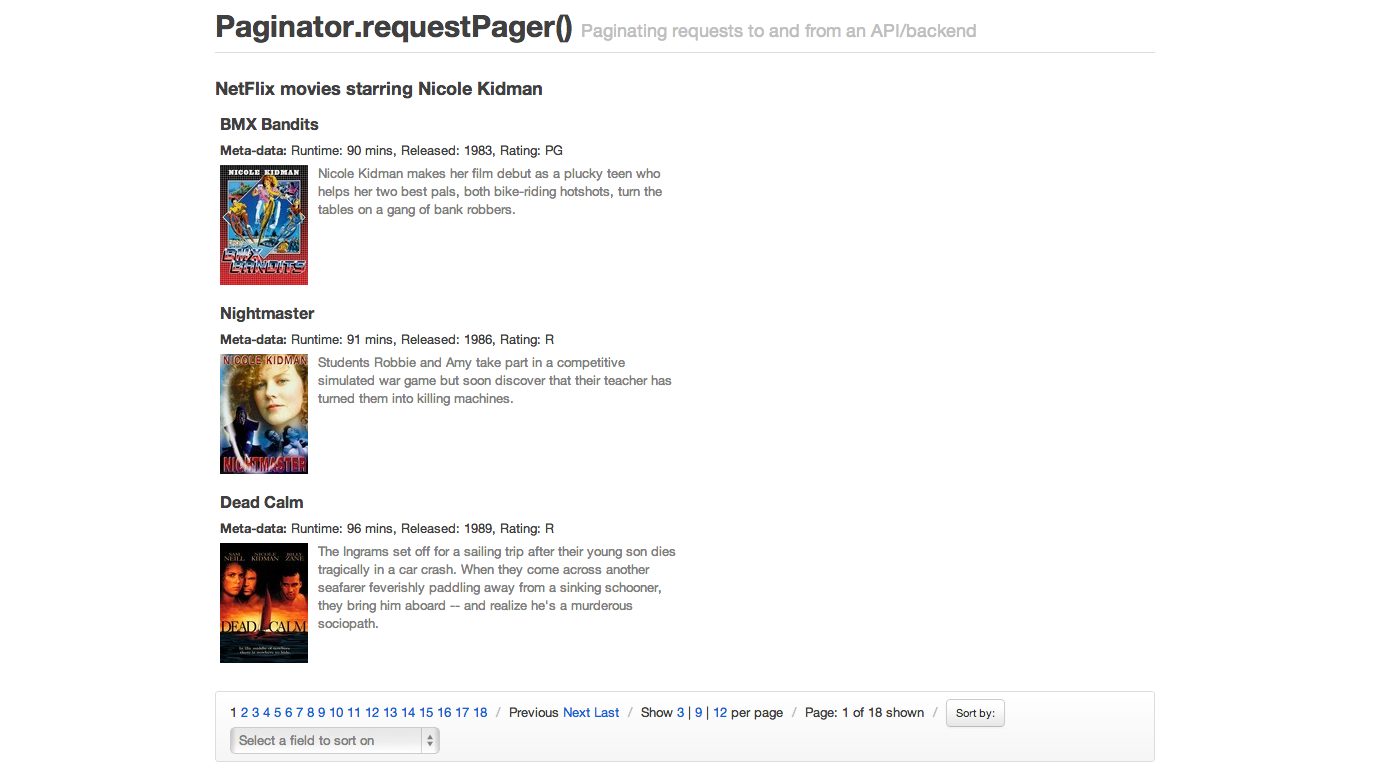 Paginator.requestPager() Paginating requests to and from an API/backend
NetFlix movies starring Nicole Kidman
BMX Bandits
Meta-data: Runtime: 90 mins, Released: 1983, Rating: PG
NICOLE KIDMAN
BMX
BANDITS
Nicole Kidman makes her film debut as a plucky teen who
helps her two best pals, both bike-riding hotshots, turn the
tables on a gang of bank robbers.
Nightmaster
Meta-data: Runtime: 91 mins, Released: 1986, Rating: R
NICOLE KIDMAN
NIGHTMASTER
Students Robbie and Amy take part in a competitive
simulated war game but soon discover that their teacher has
turned them into killing machines.
Dead Calm
Meta-data: Runtime: 96 mins, Released: 1989, Rating: R
SAM NEILL NICOLE KIDMAN BILLY ZANE
DEAD CALM
The Ingrams set off for a sailing trip after their young son dies
tragically in a car crash. When they come across another
seafarer feverishly paddling away from a sinking schooner,
they bring him aboard -- and realize he's a murderous
sociopath.
1 2 3 4 5 6 7 8 9 10 11 12 13 14 15 16 17 18 / Previous Next Last / Show 3 | 9 | 12 per page / Page: 1 of 18 shown / Sort by:
Select a field to sort on